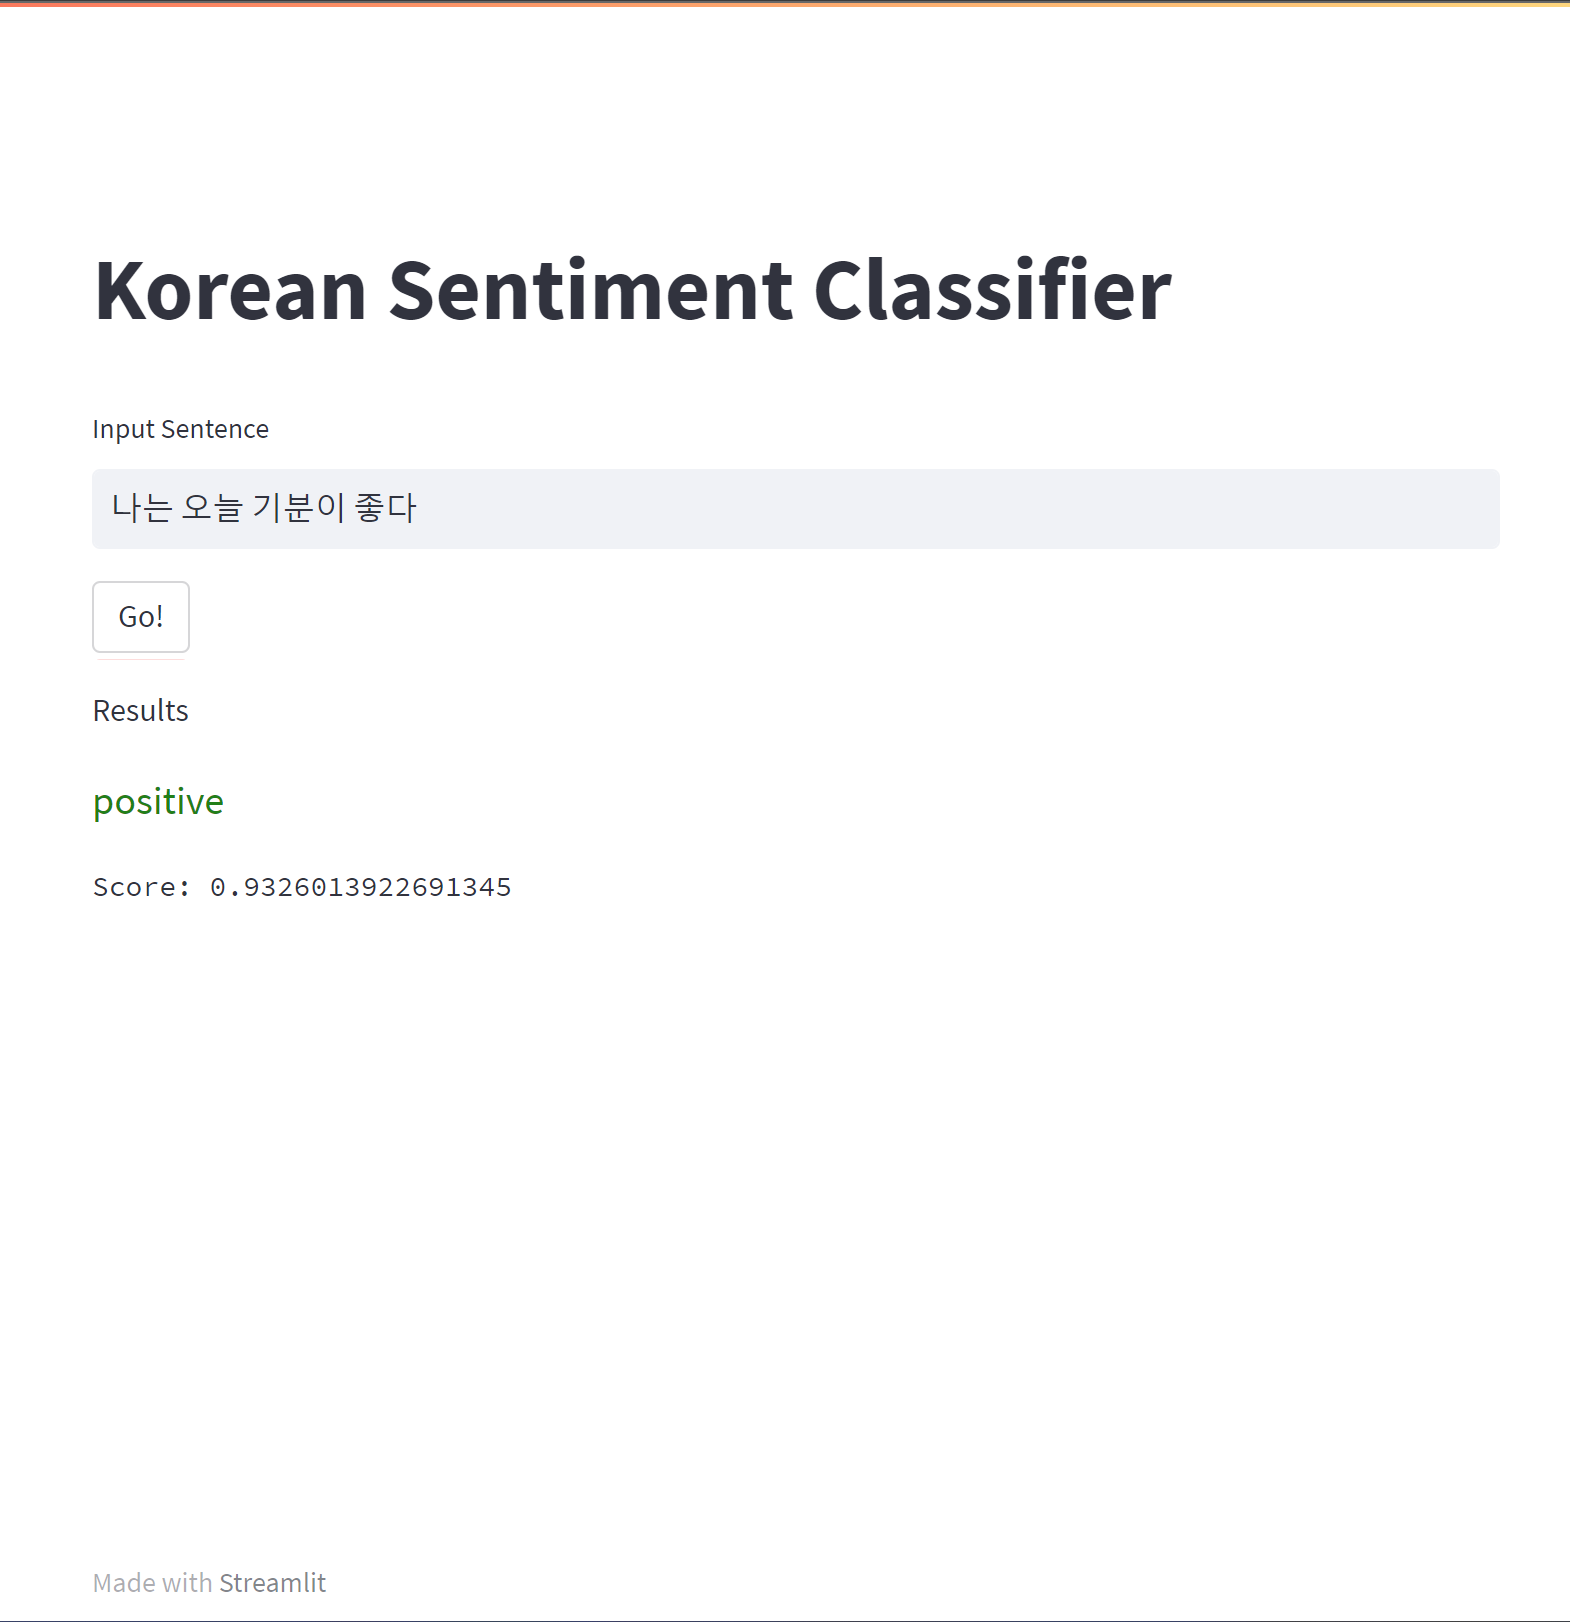 Korean Sentiment Classifier
Input Sentence
나는 오늘 기분이 좋다
Go!
Results
positive
Score: 0.9326013922691345
Made with Streamlit